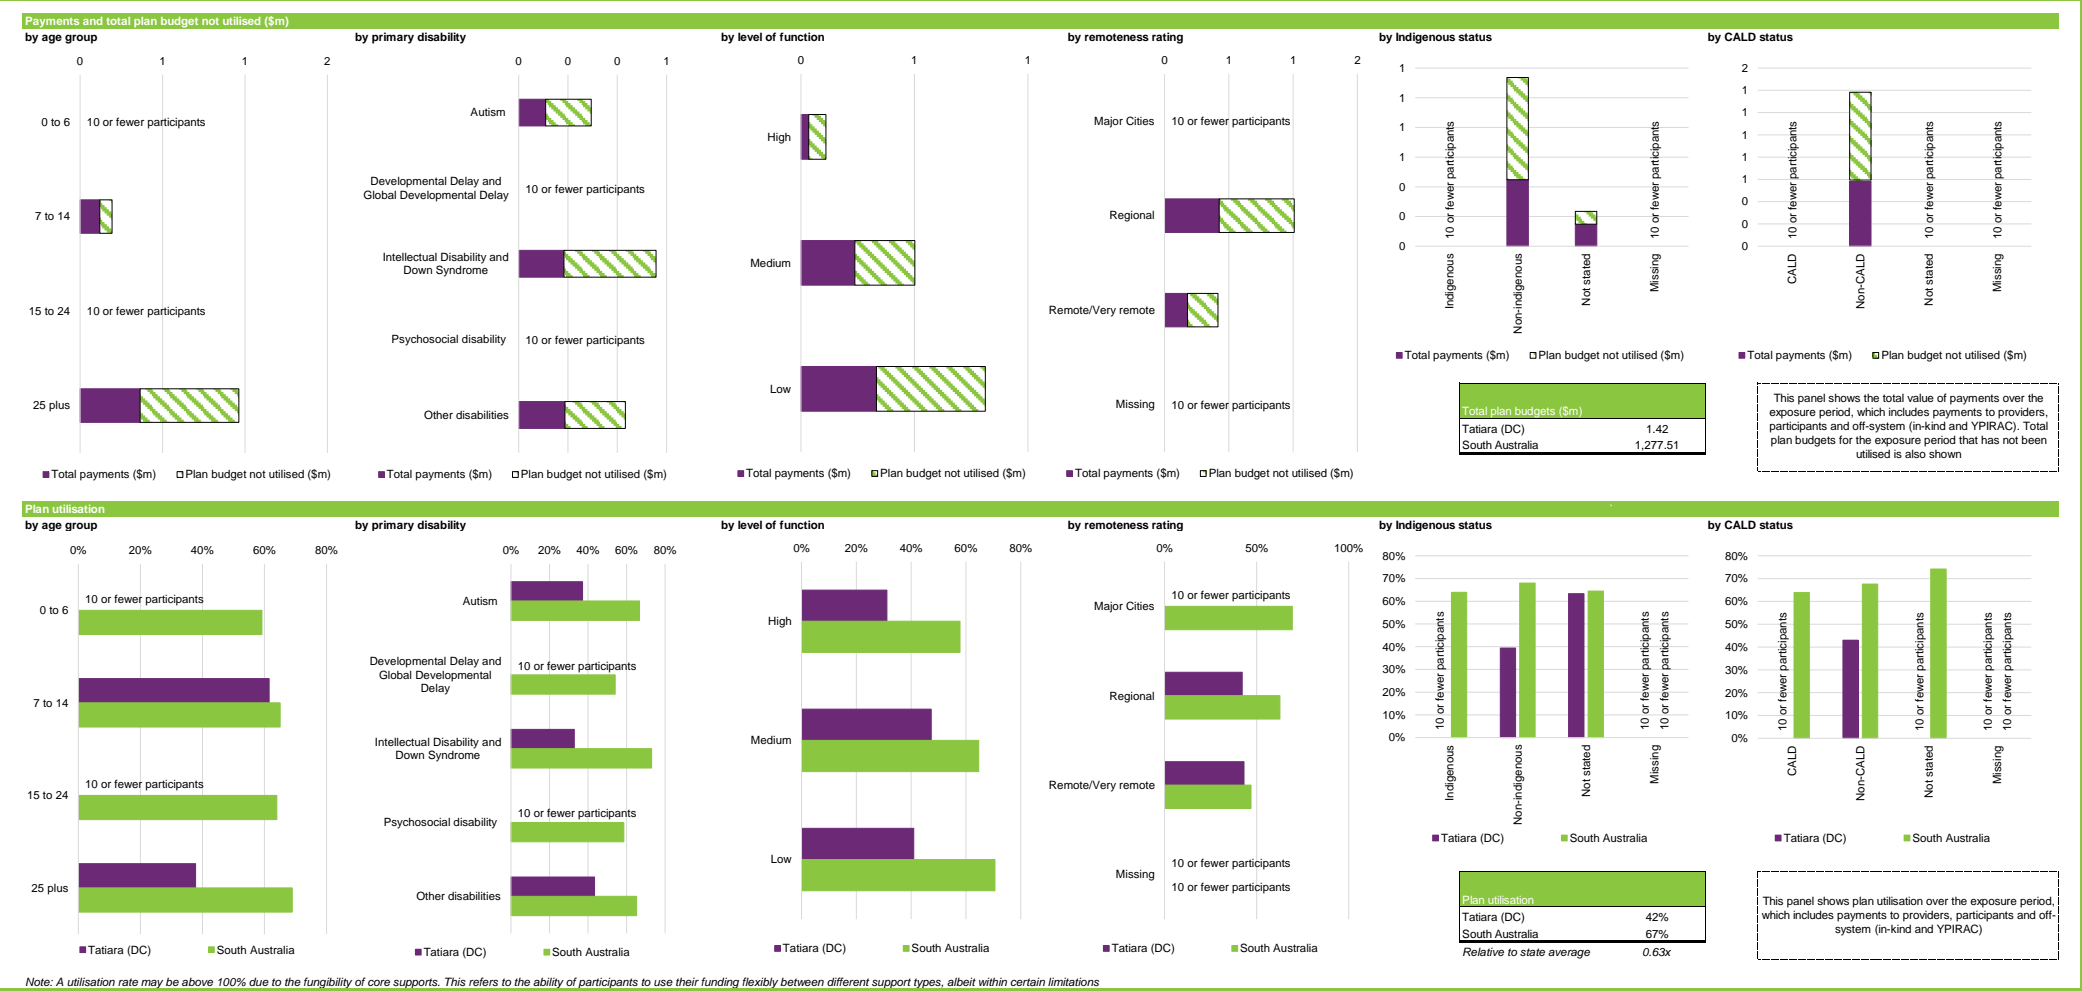 Payments and total plan budget not utilised ($m)
by age group
0 1 1 2
0 to 6
10 or fewer participants
7 to 14
15 to 24
10 or fewer participants
25 plus
Total payments ($m) Plan budget not utilised ($m)
by primary disability
0 0 0 1
Autism
Developmental Delay and
Global Developmental Delay
10 or fewer participants
Intellectual Disability and
Down Syndrome
Psychosocial disability
10 or fewer participants
Other disabilities
Total payments ($m) Plan budget not utilised ($m)
by level of function
0 1 1
High
Medium
Low
Total payments ($m) Plan budget not utilised ($m)
by remoteness rating
0 1 1 2
Major Cities
10 or fewer participants
Regional
Remote/Very remote
Missing
10 or fewer participants
Total payments ($m) Plan budget not utilised ($m)
by Indigenous status
1
1
1
1
0
0
0
10 or fewer participants
10 or fewer participants
Indigenous
Non-indigenous
Not stated
Missing
Total payments ($m) Plan budget not utilised ($m)
by CALD status
2
1
1
1
1
1
0
0
0
10 or fewer participants
10 or fewer participants
10 or fewer participants
CALD
Non-CALD
Not stated
Missing
Total payments ($m) Plan budget not utilised ($m)
Total plan budgets ($m)
Tatiara (DC) 1.42
South Australia 1,277.51
This panel shows the total value of payments over the
exposure period, which includes payments to providers,
participants and off-system (in-kind and YPIRAC). Total
plan budgets for the exposure period that has not been
utilised is also shown
Plan utilisation
by age group
0% 20% 40% 60% 80%
0 to 6
10 or fewer participants
7 to 14
15 to 24
10 or fewer participants
25 plus
Tatiara (DC) South Australia
by primary disability
0% 20% 40% 60% 80%
Autism
Developmental Delay and
Global Developmental
Delay
10 or fewer participants
Intellectual Disability and
Down Syndrome
Psychosocial disability
10 or fewer participants
Other disabilities
Tatiara (DC) South Australia
by level of function
0% 20% 40% 60% 80%
High
Medium
Low
Tatiara (DC) South Australia
by remoteness rating
0% 50% 100%
Major Cities
10 or fewer participants
Regional
Remote/Very remote
Missing
10 or fewer participants
10 or fewer participants
Tatiara (DC) South Australia
by Indigenous status
80%
70%
60%
50%
40%
30%
20%
10%
0%
10 or fewer participants
10 or fewer participants
10 or fewer participants
Indigenous
Non-indigenous
Not stated
Missing
Tatiara (DC) South Australia
by CALD status
80%
70%
60%
50%
40%
30%
20%
10%
0%
10 or fewer participants
10 or fewer participants
10 or fewer participants
10 or fewer participants
CALD
Non-CALD
Not stated
Missing
Tatiara (DC) South Australia
Plan utilisation
Tatiara (DC) 42%
South Australia 67%
Relative to state average 0.63x
This panel shows plan utilisation over the exposure period,
which includes payments to providers, participants and off-
system (in-kind and YPIRAC)
Note: A utilisation rate may be above 100% due to the fungibility of core supports. This refers to the ability of participants to use their funding flexibly between different support types, albeit within certain limitations